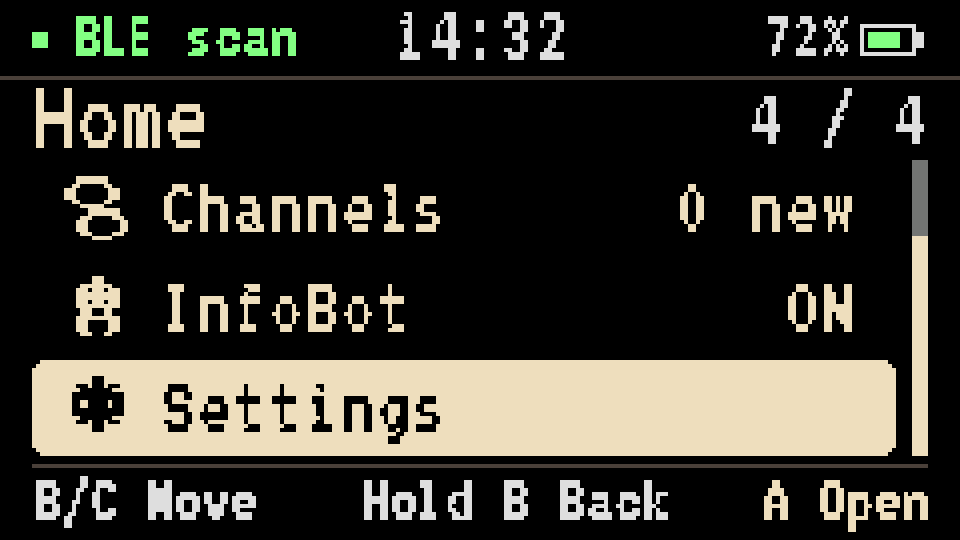 BLE scan 14:32 72%
Home 4 / 4
Channels 0 new
InfoBot ON
Settings
B/C Move Hold B Back A Open